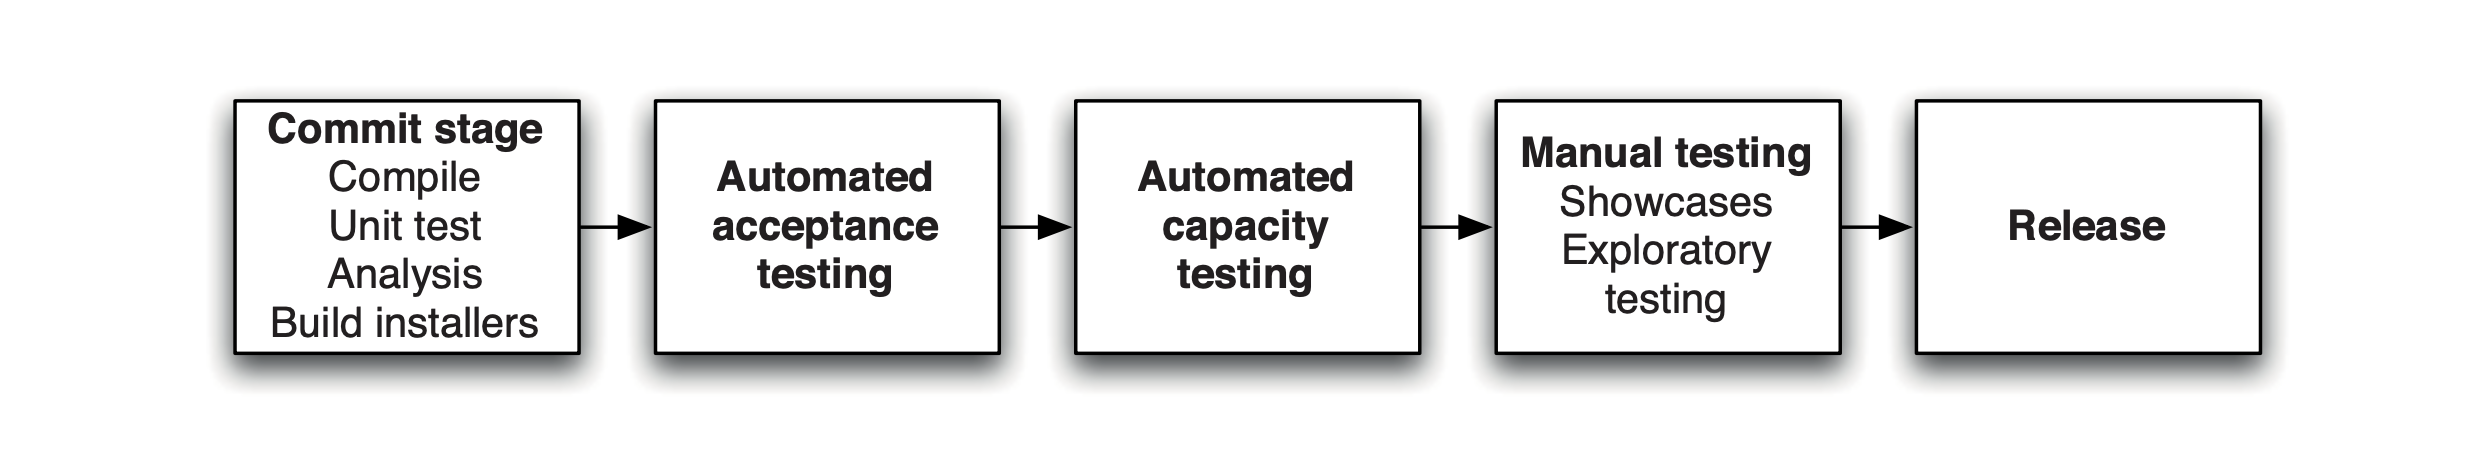 Commit stage
Compile
Unit test
Analysis
Build installers
Automated
acceptance
testing
Automated
capacity
testing
Manual testing
Showcases
Exploratory
testing
Release